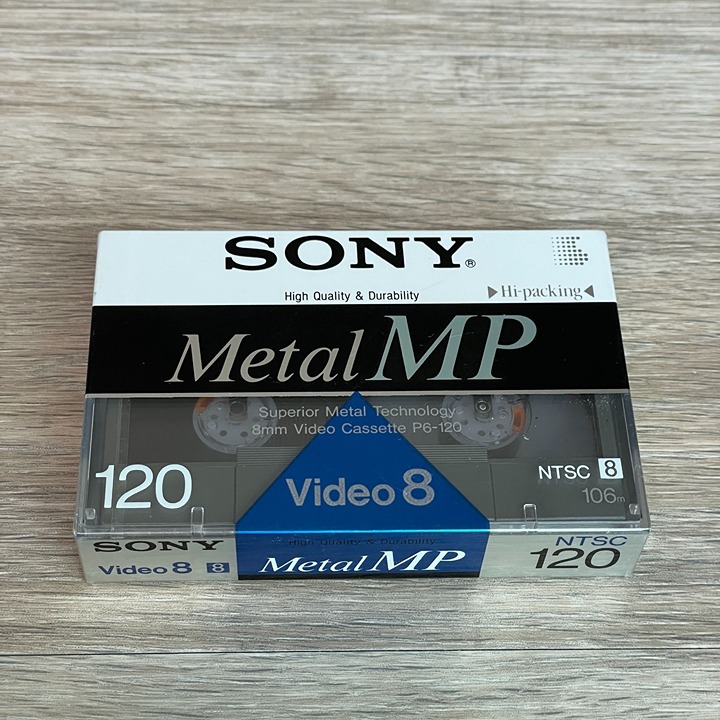 SONY®
High Quality & Durability
▶Hi-packing◀
Metal MP
Superior Metal Technology
8mm Video Cassette P6-120
120
Video 8
NTSC 8
106m
SONY
High Quality & Durability
NTSC
Video 8 8
Metal MP
120